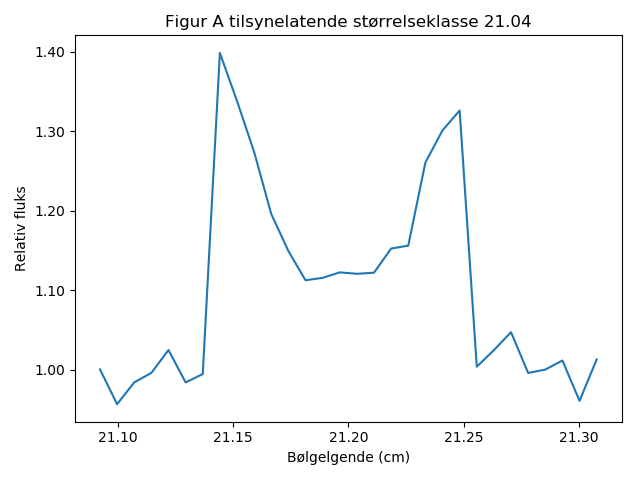 Figur A tilsynelatende størrelseklasse 21.04
1.40
1.30
1.20
1.10
1.00
Relativ fluks
21.10 21.15 21.20 21.25 21.30
Bølgelgende (cm)